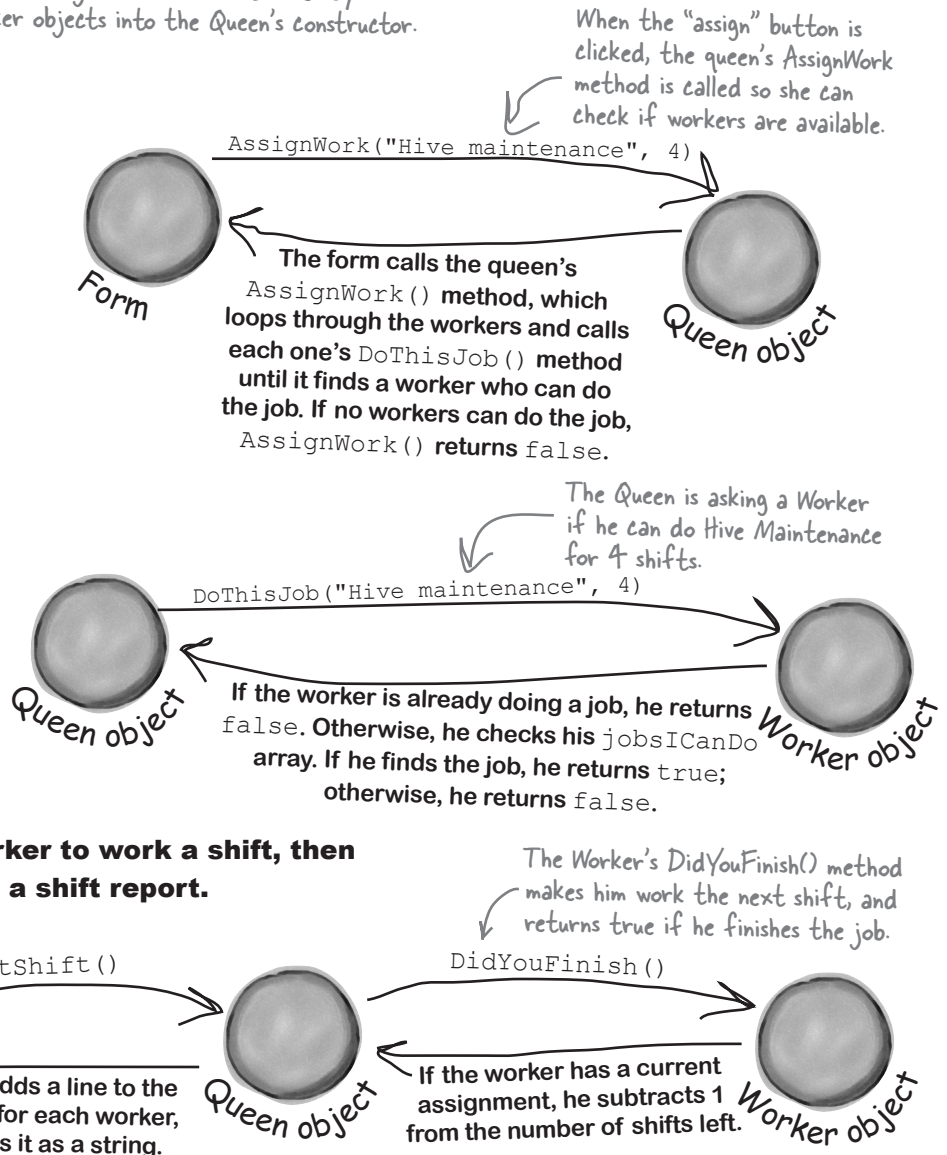 er objects into the Queen's constructor.
When the "assign" button is
clicked, the queen's AssignWork
method is called so she can
check if workers are available.
AssignWork("Hive maintenance", 4)
Form
Queen object
The form calls the queen's
AssignWork() method, which
loops through the workers and calls
each one's DoThisJob() method
until it finds a worker who can do
the job. If no workers can do the job,
AssignWork() returns false.
The Queen is asking a Worker
if he can do Hive Maintenance
for 4 shifts.
DoThisJob("Hive maintenance", 4)
Queen object
Worker object
If the worker is already doing a job, he returns
false. Otherwise, he checks his jobsICanDo
array. If he finds the job, he returns true;
otherwise, he returns false.
rker to work a shift, then
a shift report.
The Worker's DidYouFinish() method
makes him work the next shift, and
returns true if he finishes the job.
tShift()
DidYouFinish()
dds a line to the
for each worker,
s it as a string.
Queen object
If the worker has a current
assignment, he subtracts 1
from the number of shifts left.
Worker object